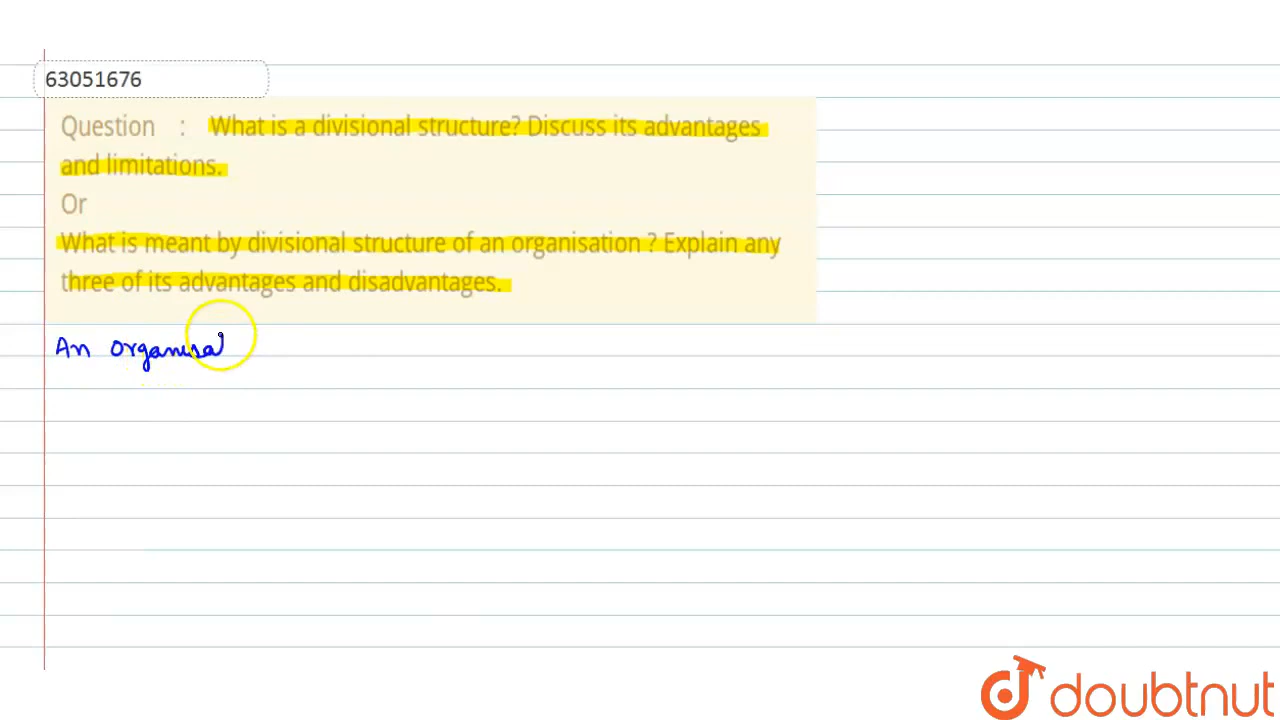 63051676
Question : What is a divisional structure? Discuss its advantages
and limitations.
Or
What is meant by divisional structure of an organisation ? Explain any
three of its advantages and disadvantages.
An organisa
doubtnut